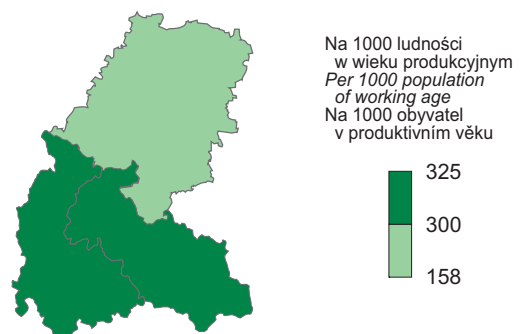 Na 1000 ludności
w wieku produkcyjnym
Per 1000 population
of working age
Na 1000 obyvatel
v produktivním věku
325
300
158